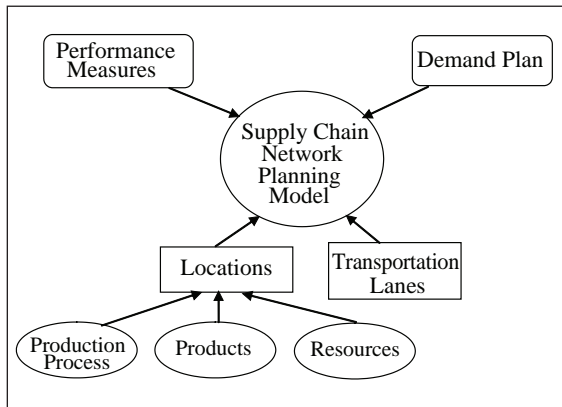 Performance
Measures
Demand Plan
Supply Chain
Network
Planning
Model
Locations
Transportation
Lanes
Production
Process
Products
Resources